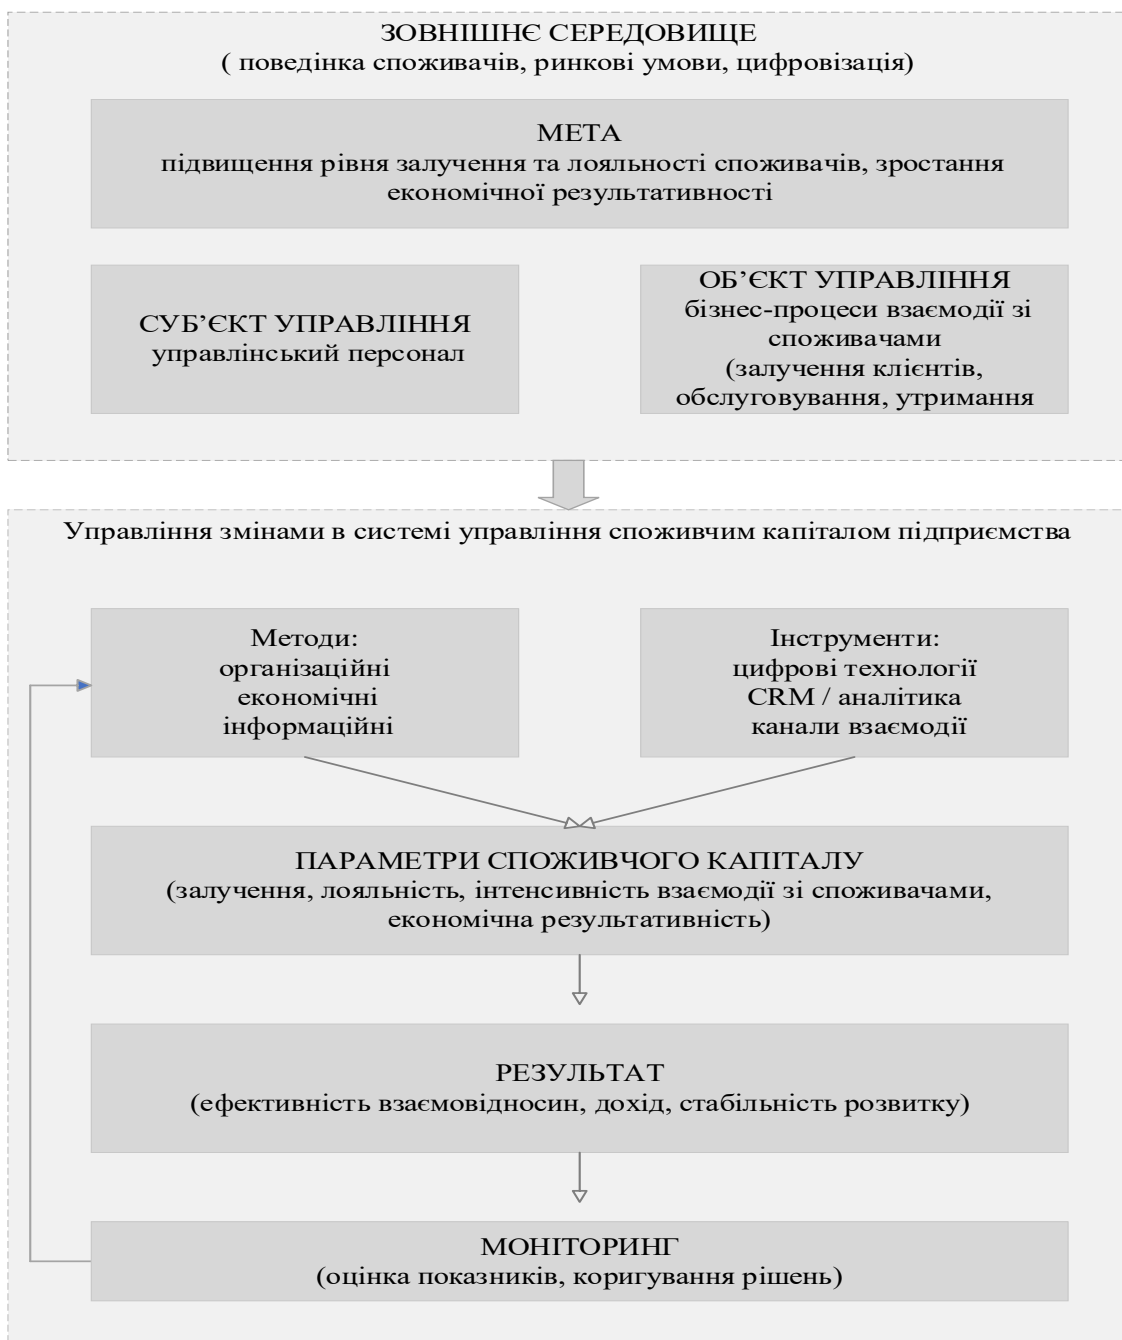 ЗОВНІШНЄ СЕРЕДОВИЩЕ
( поведінка споживачів, ринкові умови, цифровізація)
МЕТА
підвищення рівня залучення та лояльності споживачів, зростання
економічної результативності
СУБ’ЄКТ УПРАВЛІННЯ
управлінський персонал
ОБ’ЄКТ УПРАВЛІННЯ
бізнес-процеси взаємодії зі
споживачами
(залучення клієнтів,
обслуговування, утримання
Управління змінами в системі управління споживчим капіталом підприємства
Методи:
організаційні
економічні
інформаційні
Інструменти:
цифрові технології
CRM / аналітика
канали взаємодії
ПАРАМЕТРИ СПОЖИВЧОГО КАПІТАЛУ
(залучення, лояльність, інтенсивність взаємодії зі споживачами,
економічна результативність)
РЕЗУЛЬТАТ
(ефективність взаємовідносин, дохід, стабільність розвитку)
МОНІТОРИНГ
(оцінка показників, коригування рішень)